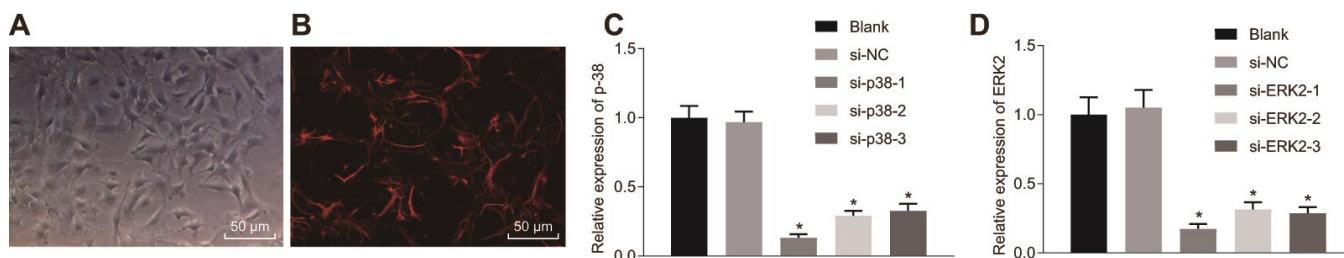 A
B
50 µm
50 µm
C
Relative expression of p-38
1.5
1.0
0.5
0.0
Blank
si-NC
si-p38-1
si-p38-2
si-p38-3
* * *
D
Relative expression of ERK2
1.5
1.0
0.5
0.0
Blank
si-NC
si-ERK2-1
si-ERK2-2
si-ERK2-3
* * *